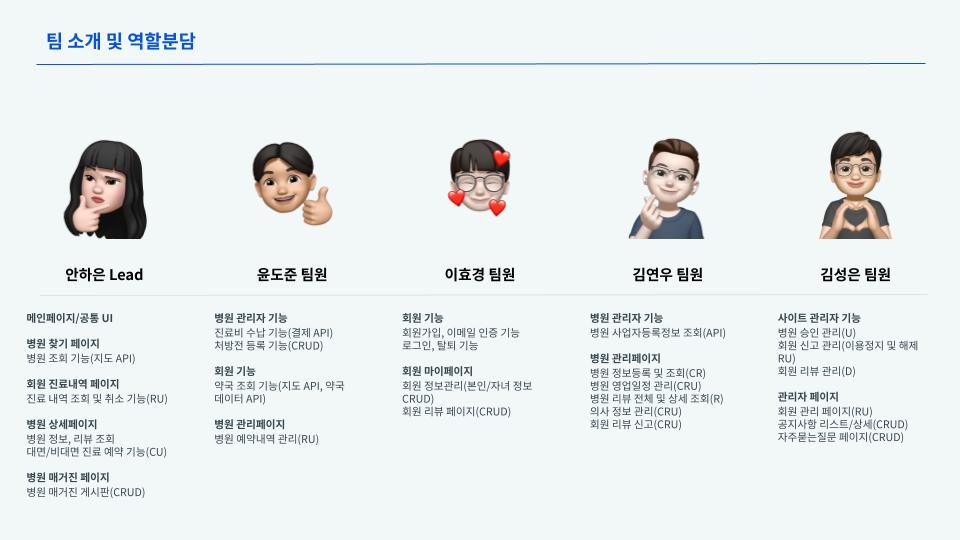 팀 소개 및 역할분담
안하은 Lead
메인페이지/공통 UI
병원 찾기 페이지
병원 조회 기능(지도 API)
회원 진료내역 페이지
진료 내역 조회 및 취소 기능(RU)
병원 상세페이지
병원 정보, 리뷰 조회
대면/비대면 진료 예약 기능(CU)
병원 매거진 페이지
병원 매거진 게시판(CRUD)
윤도준 팀원
병원 관리자 기능
진료비 수납 기능(결제 API)
처방전 등록 기능(CRUD)
회원 기능
약국 조회 기능(지도 API, 약국
데이터 API)
병원 관리페이지
병원 예약내역 관리(RU)
이효경 팀원
회원 기능
회원가입, 이메일 인증 기능
로그인, 탈퇴 기능
회원 마이페이지
회원 정보관리(본인/자녀 정보
CRUD)
회원 리뷰 페이지(CRUD)
김연우 팀원
병원 관리자 기능
병원 사업자등록정보 조회(API)
병원 관리페이지
병원 정보등록 및 조회(CR)
병원 영업일정 관리(CRU)
병원 리뷰 전체 및 상세 조회(R)
의사 정보 관리(CRU)
회원 리뷰 신고(CRU)
김성은 팀원
사이트 관리자 기능
병원 승인 관리(U)
회원 신고 관리(이용정지 및 해제
RU)
회원 리뷰 관리(D)
관리자 페이지
회원 관리 페이지(RU)
공지사항 리스트/상세(CRUD)
자주묻는질문 페이지(CRUD)